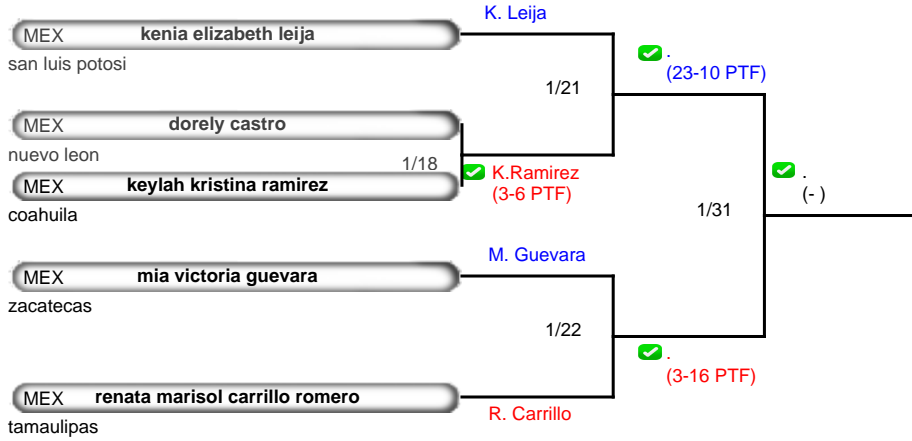 K. Leija
MEX kenia elizabeth leija
san luis potosi
.
(23-10 PTF)
1/21
MEX dorely castro
nuevo leon
1/18
K.Ramirez
(3-6 PTF)
MEX keylah kristina ramirez
coahuila
.
(- )
1/31
M. Guevara
MEX mia victoria guevara
zacatecas
1/22
.
(3-16 PTF)
MEX renata marisol carrillo romero
R. Carrillo
tamaulipas